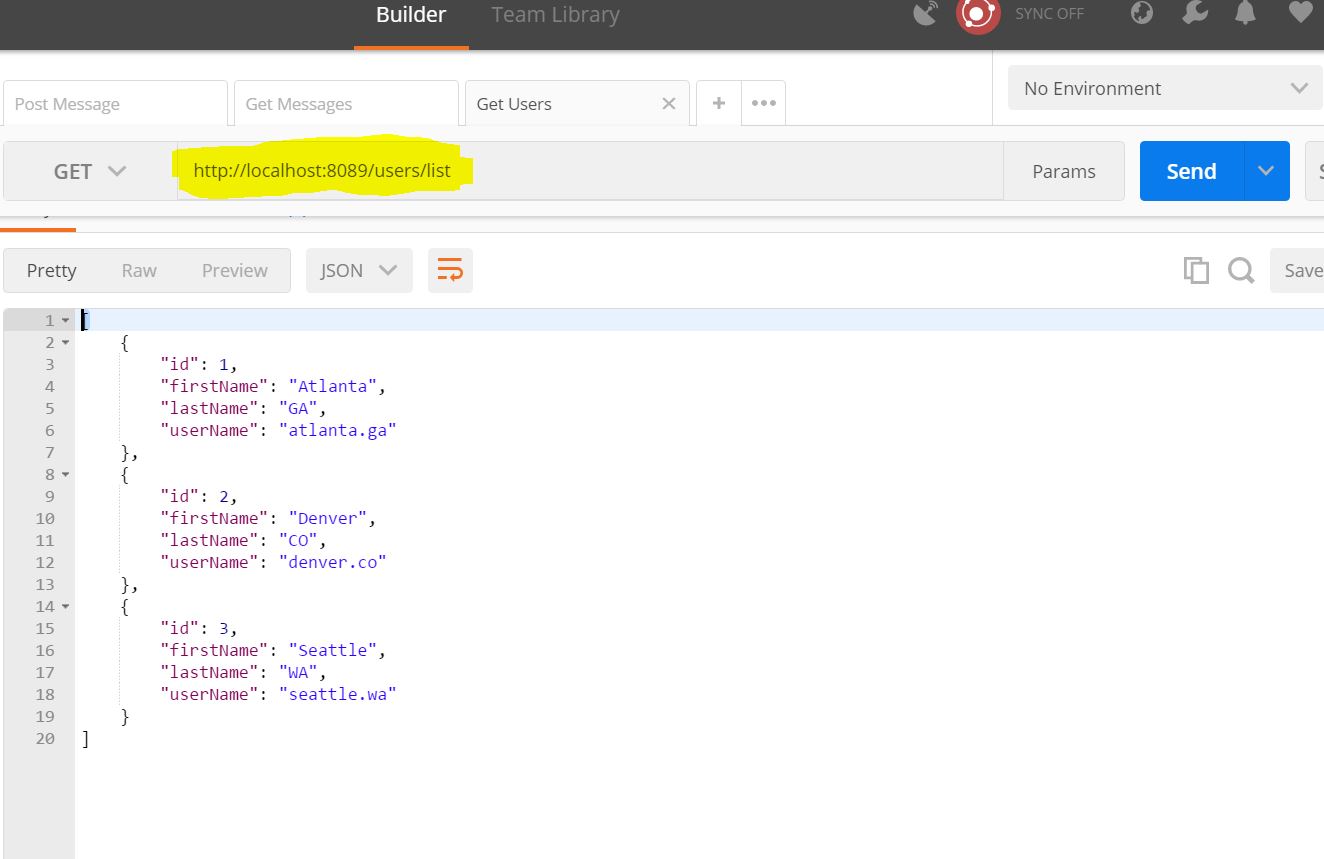 Builder Team Library SYNC OFF
Post Message Get Messages Get Users No Environment
GET http://localhost:8089/users/list Params Send
Pretty Raw Preview JSON Save
1 [
2 {
3 "id": 1,
4 "firstName": "Atlanta",
5 "lastName": "GA",
6 "userName": "atlanta.ga"
7 },
8 {
9 "id": 2,
10 "firstName": "Denver",
11 "lastName": "CO",
12 "userName": "denver.co"
13 },
14 {
15 "id": 3,
16 "firstName": "Seattle",
17 "lastName": "WA",
18 "userName": "seattle.wa"
19 }
20 ]